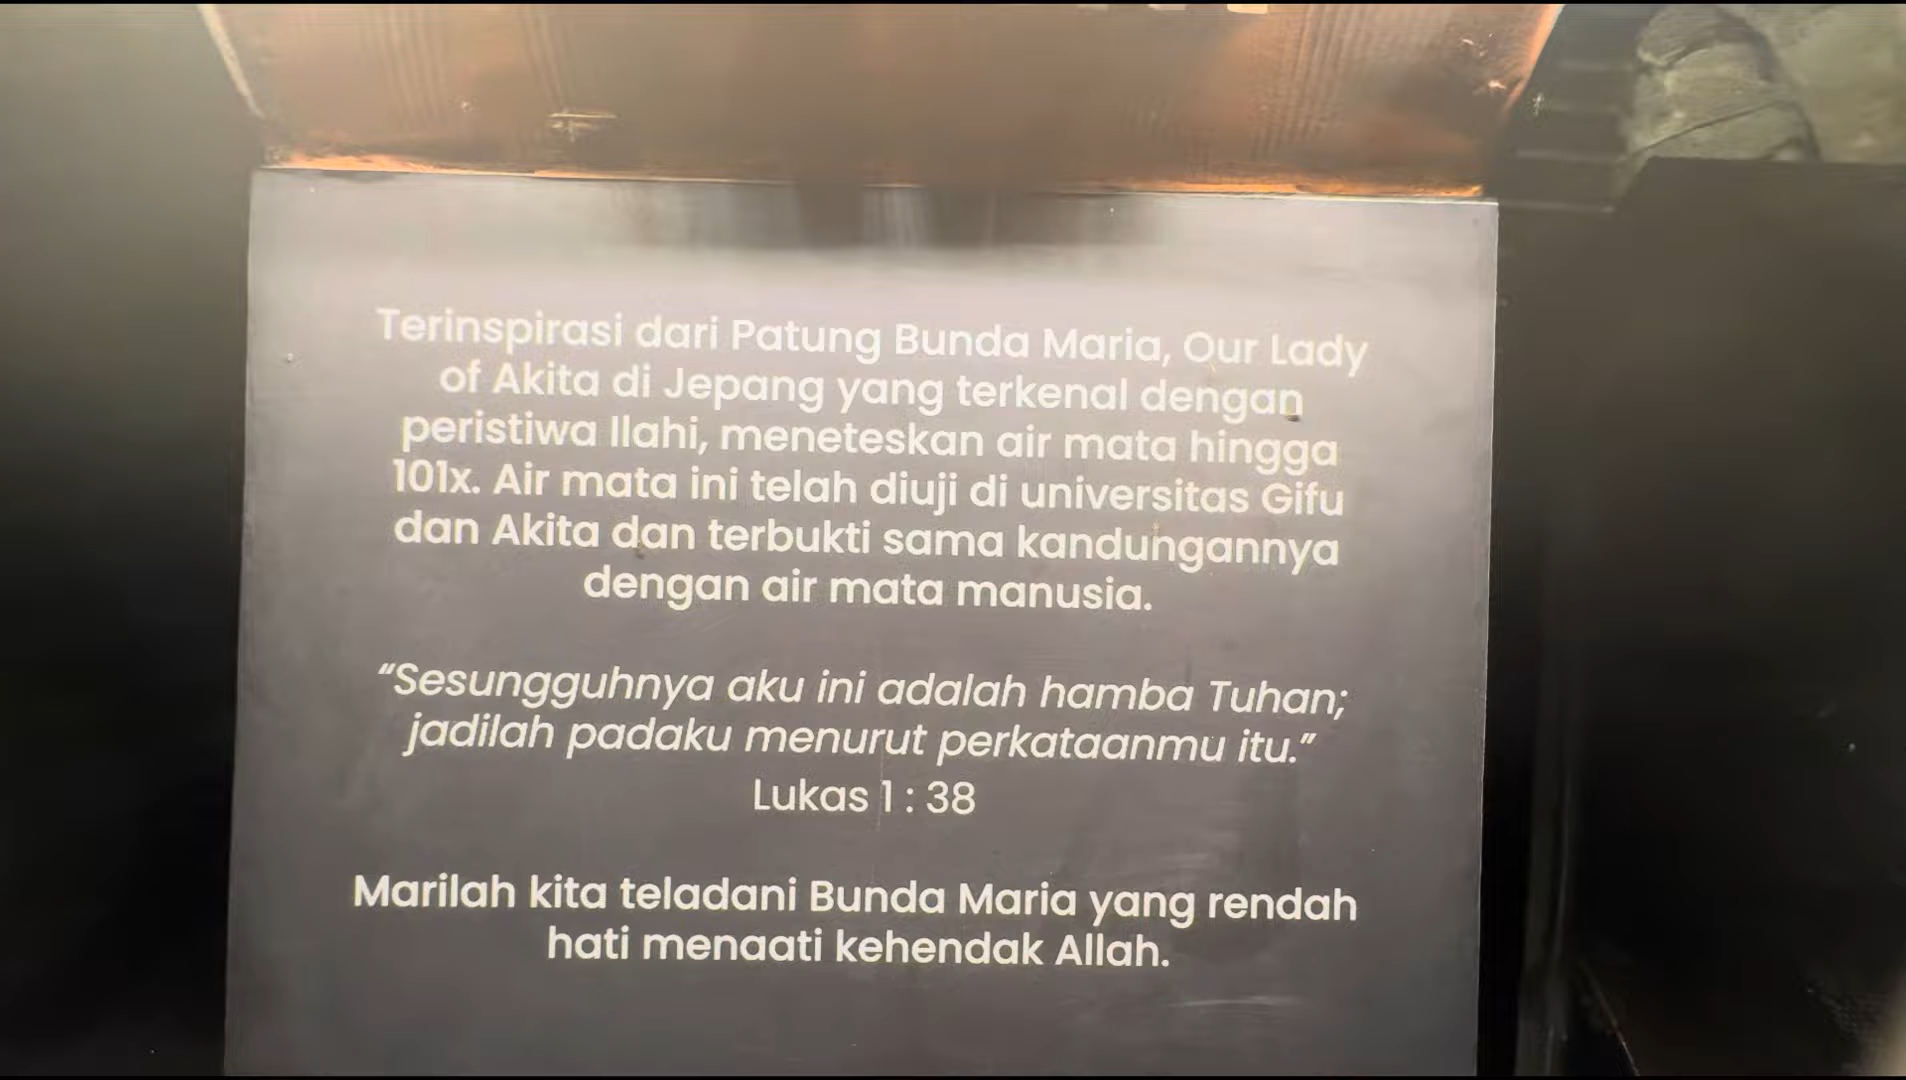 Terinspirasi dari Patung Bunda Maria, Our Lady
of Akita di Jepang yang terkenal dengan
peristiwa Ilahi, meneteskan air mata hingga
101x. Air mata ini telah diuji di universitas Gifu
dan Akita dan terbukti sama kandungannya
dengan air mata manusia.
“Sesungguhnya aku ini adalah hamba Tuhan;
jadilah padaku menurut perkataanmu itu.”
Lukas 1 : 38
Marilah kita teladani Bunda Maria yang rendah
hati menaati kehendak Allah.